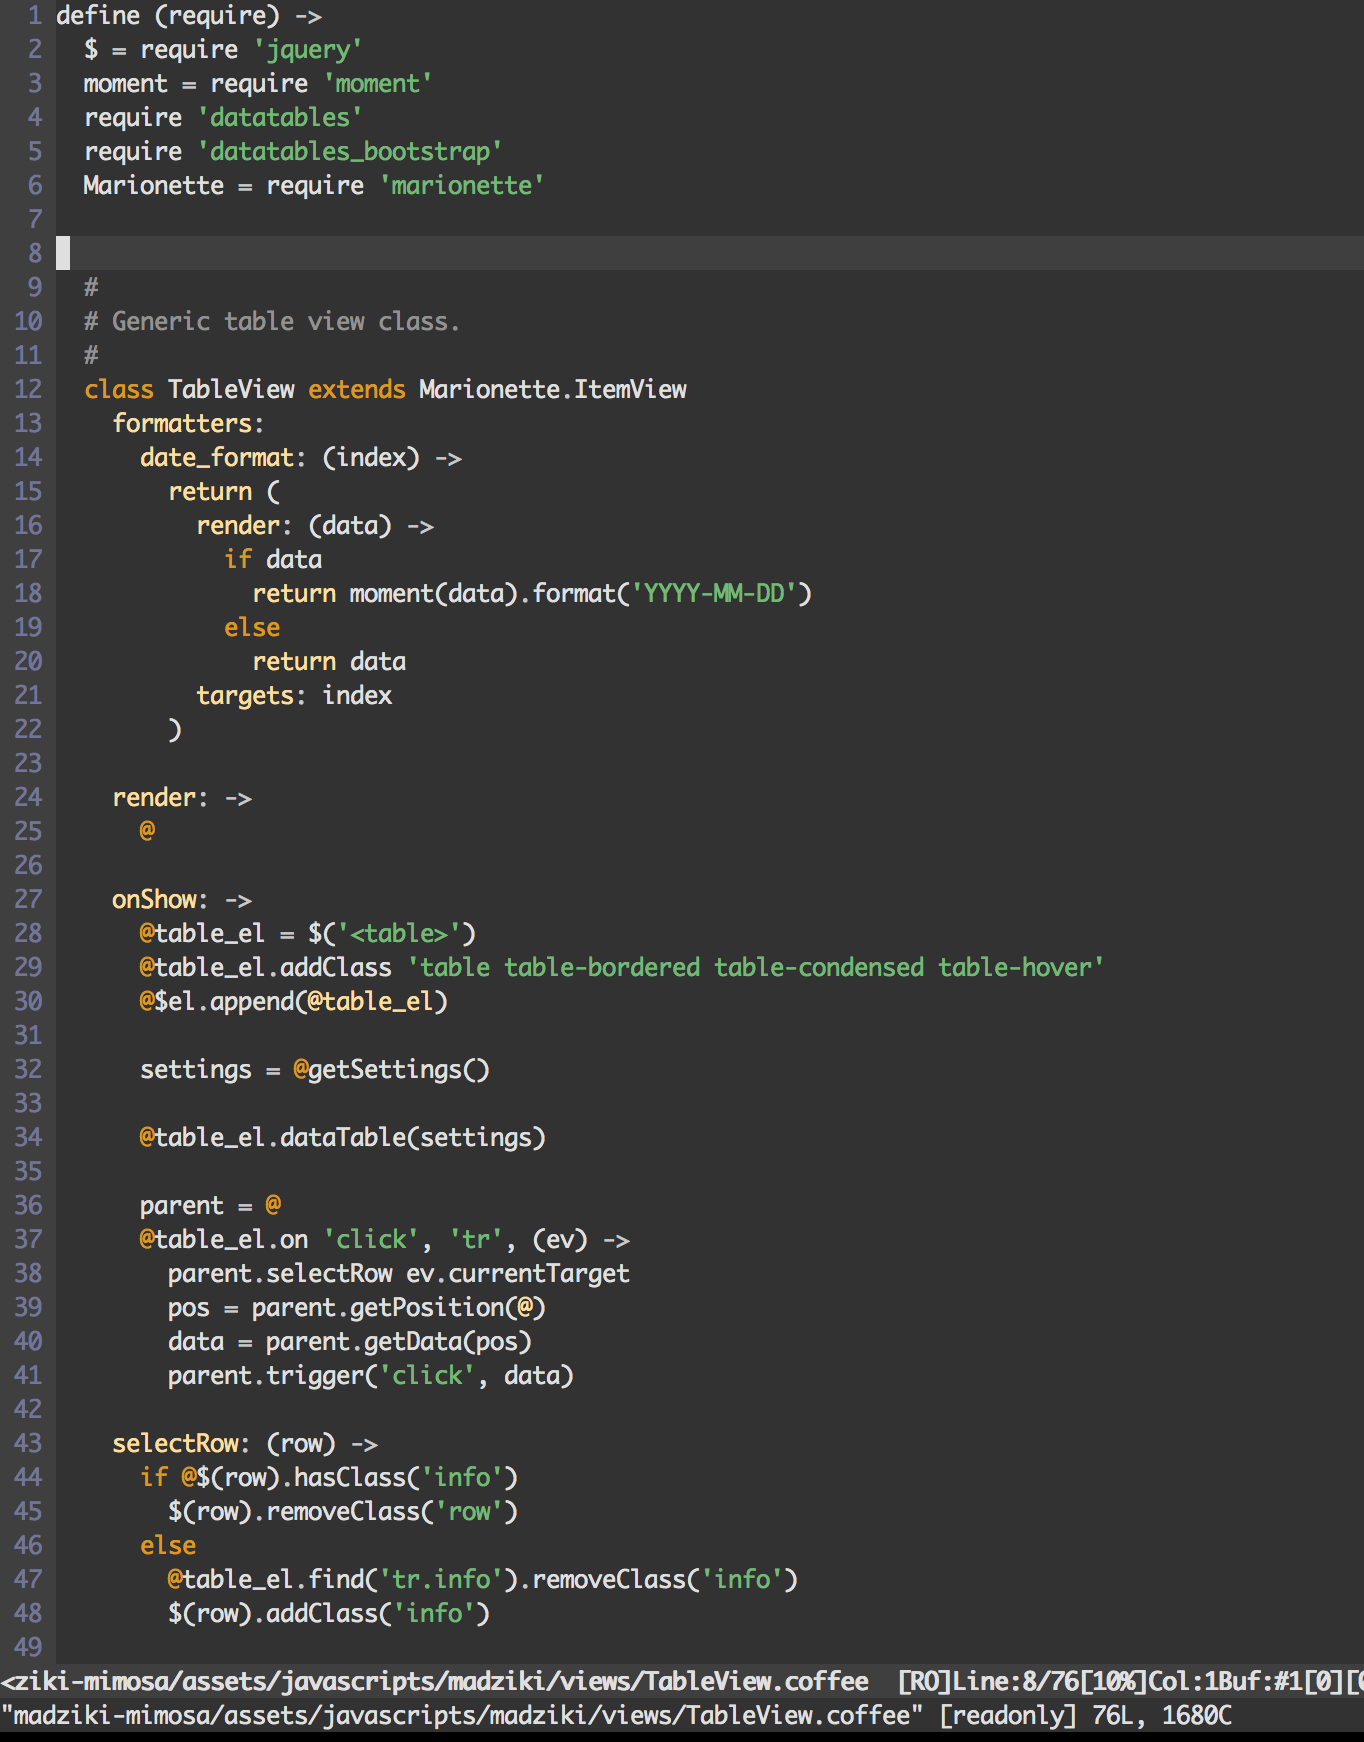 1 define (require) ->
2   $ = require 'jquery'
3   moment = require 'moment'
4   require 'datatables'
5   require 'datatables_bootstrap'
6   Marionette = require 'marionette'
7
8
9   #
10   # Generic table view class.
11   #
12   class TableView extends Marionette.ItemView
13     formatters:
14       date_format: (index) ->
15         return (
16           render: (data) ->
17             if data
18               return moment(data).format('YYYY-MM-DD')
19             else
20               return data
21           targets: index
22         )
23
24     render: ->
25       @
26
27     onShow: ->
28       @table_el = $('<table>')
29       @table_el.addClass 'table table-bordered table-condensed table-hover'
30       @$el.append(@table_el)
31
32       settings = @getSettings()
33
34       @table_el.dataTable(settings)
35
36       parent = @
37       @table_el.on 'click', 'tr', (ev) ->
38         parent.selectRow ev.currentTarget
39         pos = parent.getPosition(@)
40         data = parent.getData(pos)
41         parent.trigger('click', data)
42
43     selectRow: (row) ->
44       if @$(row).hasClass('info')
45         $(row).removeClass('row')
46       else
47         @table_el.find('tr.info').removeClass('info')
48         $(row).addClass('info')
49
<ziki-mimosa/assets/javascripts/madziki/views/TableView.coffee  [RO]Line:8/76[10%]Col:1Buf:#1[0][
"madziki-mimosa/assets/javascripts/madziki/views/TableView.coffee" [readonly] 76L, 1680C